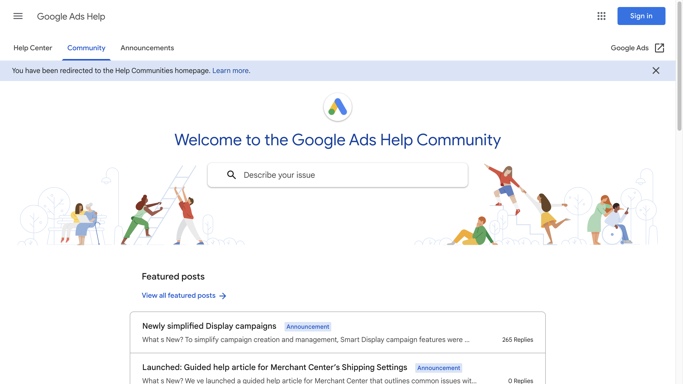 Google Ads Help
Sign in
Help Center
Community
Announcements
Google Ads
You have been redirected to the Help Communities homepage. Learn more.
Welcome to the Google Ads Help Community
Describe your issue
Featured posts
View all featured posts
Newly simplified Display campaigns Announcement
What s New? To simplify campaign creation and management, Smart Display campaign features were ... 265 Replies
Launched: Guided help article for Merchant Center's Shipping Settings Announcement
What s New? We ve launched a guided help article for Merchant Center that outlines common issues wit... 0 Replies